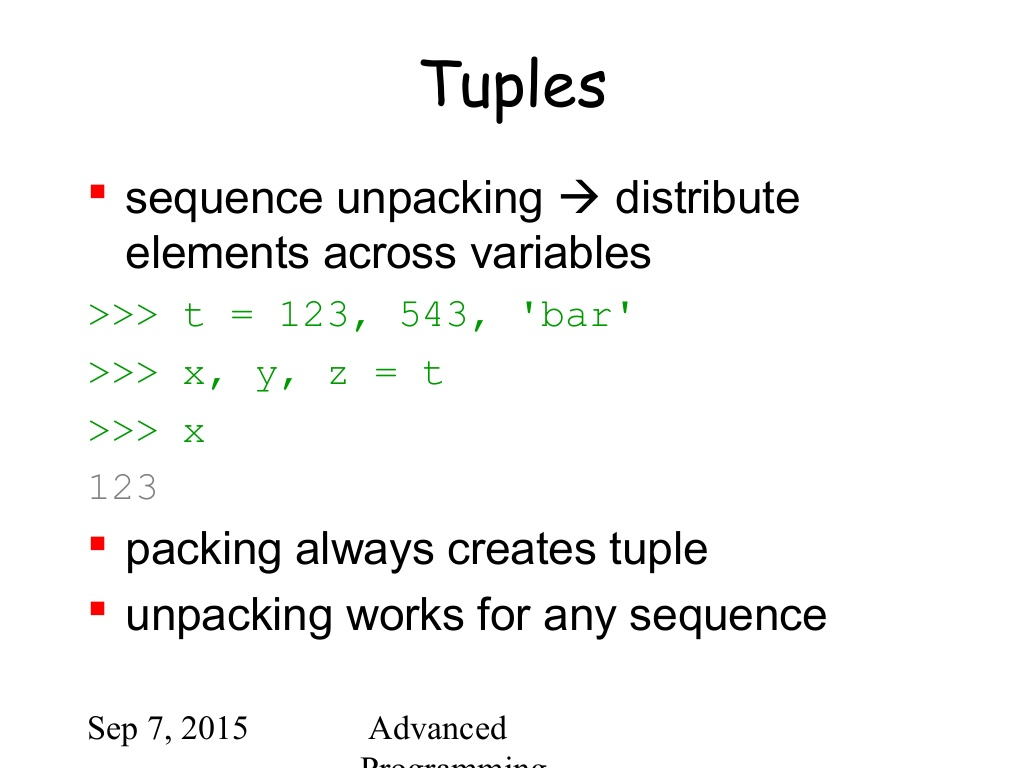 Tuples
▪ sequence unpacking → distribute
elements across variables
>>> t = 123, 543, 'bar'
>>> x, y, z = t
>>> x
123
▪ packing always creates tuple
▪ unpacking works for any sequence
Sep 7, 2015 Advanced
Programming